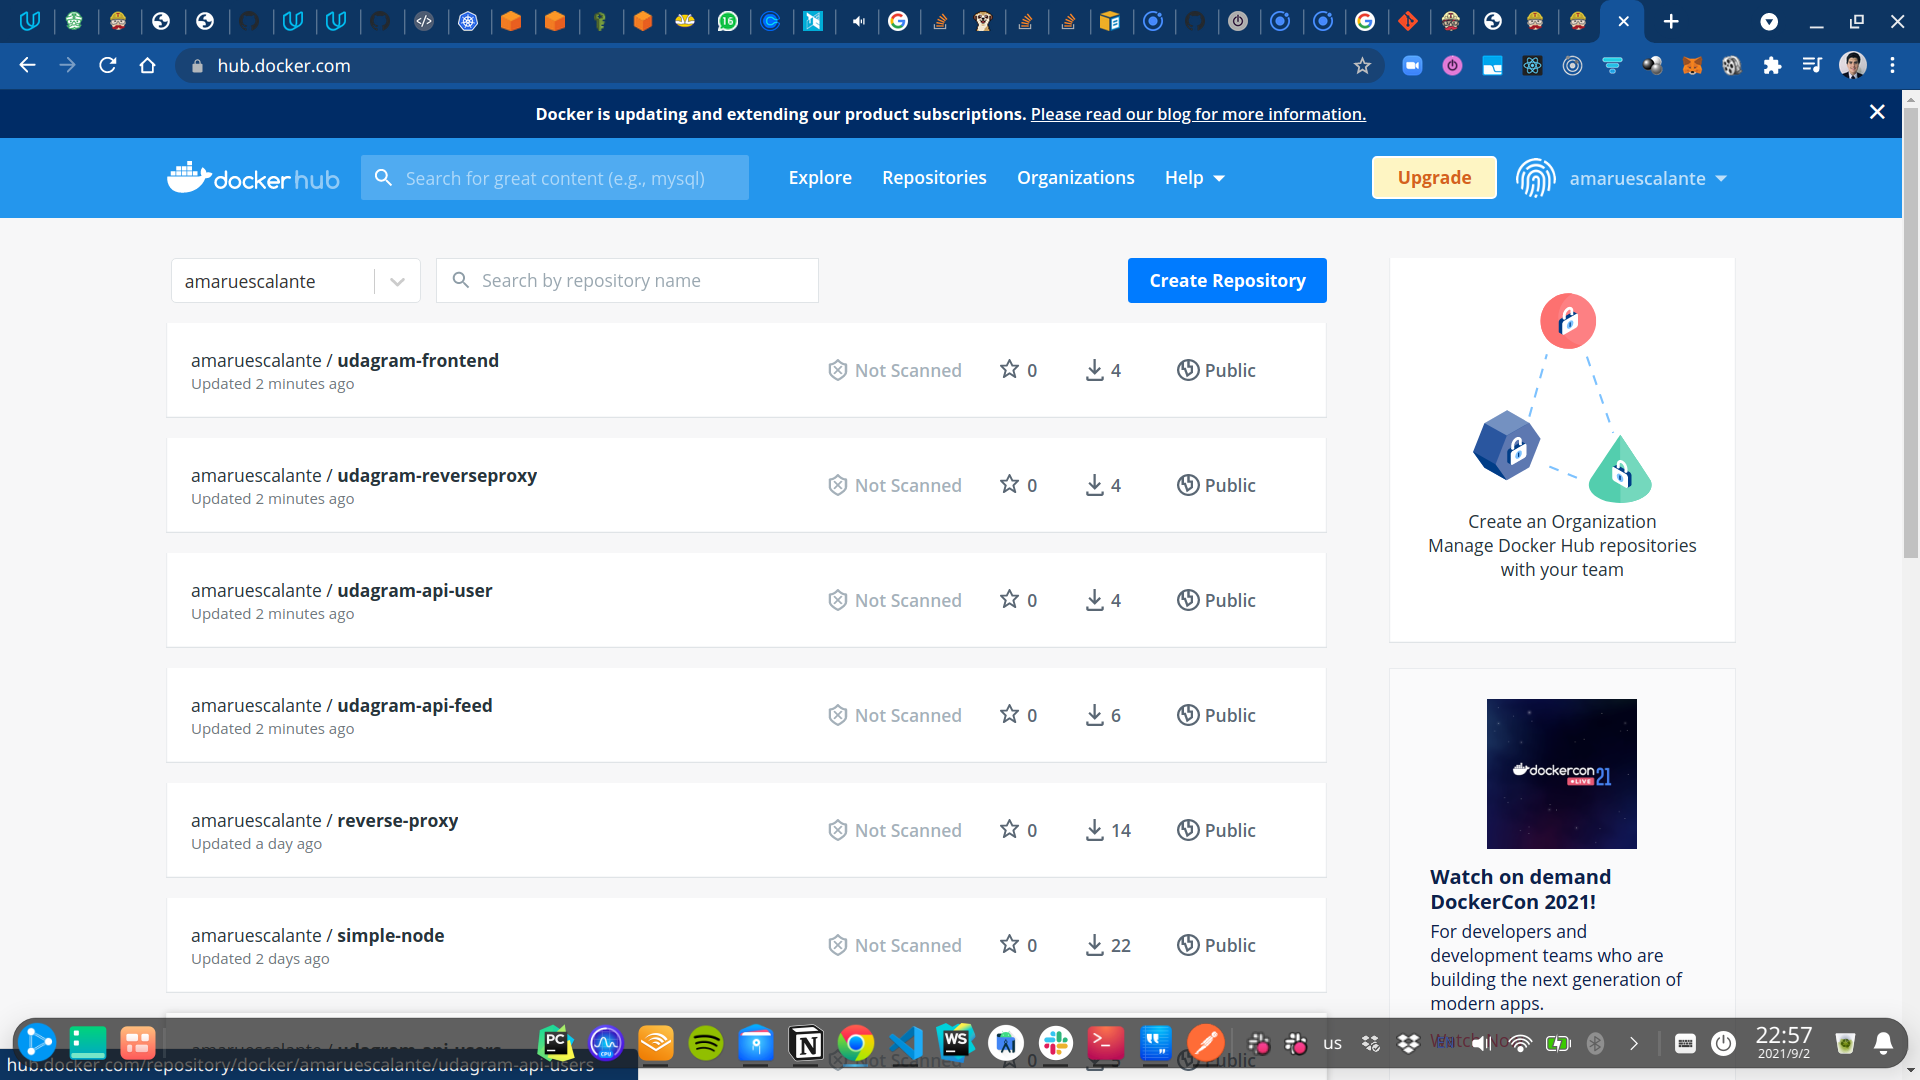 16
hub.docker.com
Docker is updating and extending our product subscriptions. Please read our blog for more information.
docker hub
Search for great content (e.g., mysql)
Explore
Repositories
Organizations
Help
Upgrade
amaruescalante
amaruescalante
Search by repository name
Create Repository
amaruescalante / udagram-frontend
Updated 2 minutes ago
Not Scanned
0
4
Public
amaruescalante / udagram-reverseproxy
Updated 2 minutes ago
Not Scanned
0
4
Public
amaruescalante / udagram-api-user
Updated 2 minutes ago
Not Scanned
0
4
Public
amaruescalante / udagram-api-feed
Updated 2 minutes ago
Not Scanned
0
6
Public
amaruescalante / reverse-proxy
Updated a day ago
Not Scanned
0
14
Public
amaruescalante / simple-node
Updated 2 days ago
Not Scanned
0
22
Public
Create an Organization
Manage Docker Hub repositories
with your team
dockercon
LIVE
21
Watch on demand
DockerCon 2021!
For developers and
development teams who are
building the next generation of
modern apps.
PC
CPU
WS
us
22:57
2021/9/2
hub.docker.com/repository/docker/amaruescalante/udagram-api-users